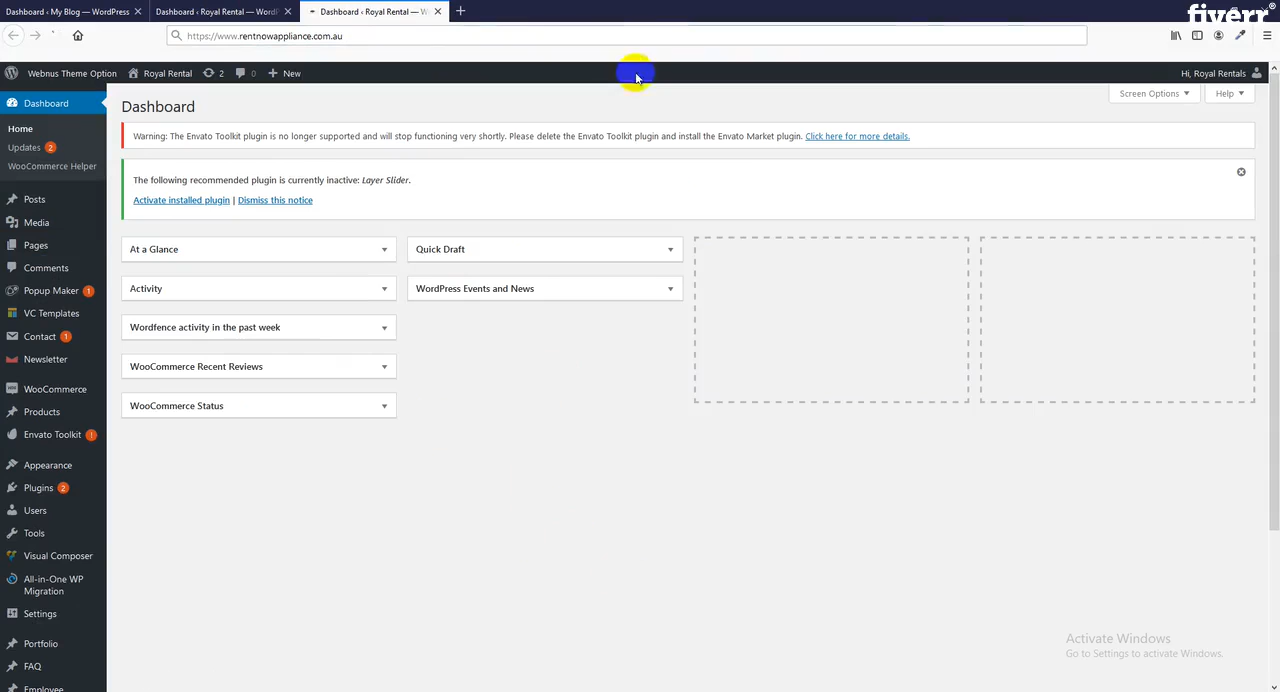 fiverr®
Dashboard ‹ My Blog — WordPress
Dashboard ‹ Royal Rental — WordP
Dashboard ‹ Royal Rental — W
https://www.rentnowappliance.com.au
Webnus Theme Option
Royal Rental
2
0
New
Hi, Royal Rentals
Dashboard
Home
Updates 2
WooCommerce Helper
Posts
Media
Pages
Comments
Popup Maker 1
VC Templates
Contact 1
Newsletter
WooCommerce
Products
Envato Toolkit !
Appearance
Plugins 2
Users
Tools
Visual Composer
All-in-One WP
Migration
Settings
Portfolio
FAQ
Employee
Dashboard
Screen Options
Help
Warning: The Envato Toolkit plugin is no longer supported and will stop functioning very shortly. Please delete the Envato Toolkit plugin and install the Envato Market plugin. Click here for more details.
The following recommended plugin is currently inactive: Layer Slider.
Activate installed plugin | Dismiss this notice
At a Glance
Quick Draft
Activity
WordPress Events and News
Wordfence activity in the past week
WooCommerce Recent Reviews
WooCommerce Status
Activate Windows
Go to Settings to activate Windows.